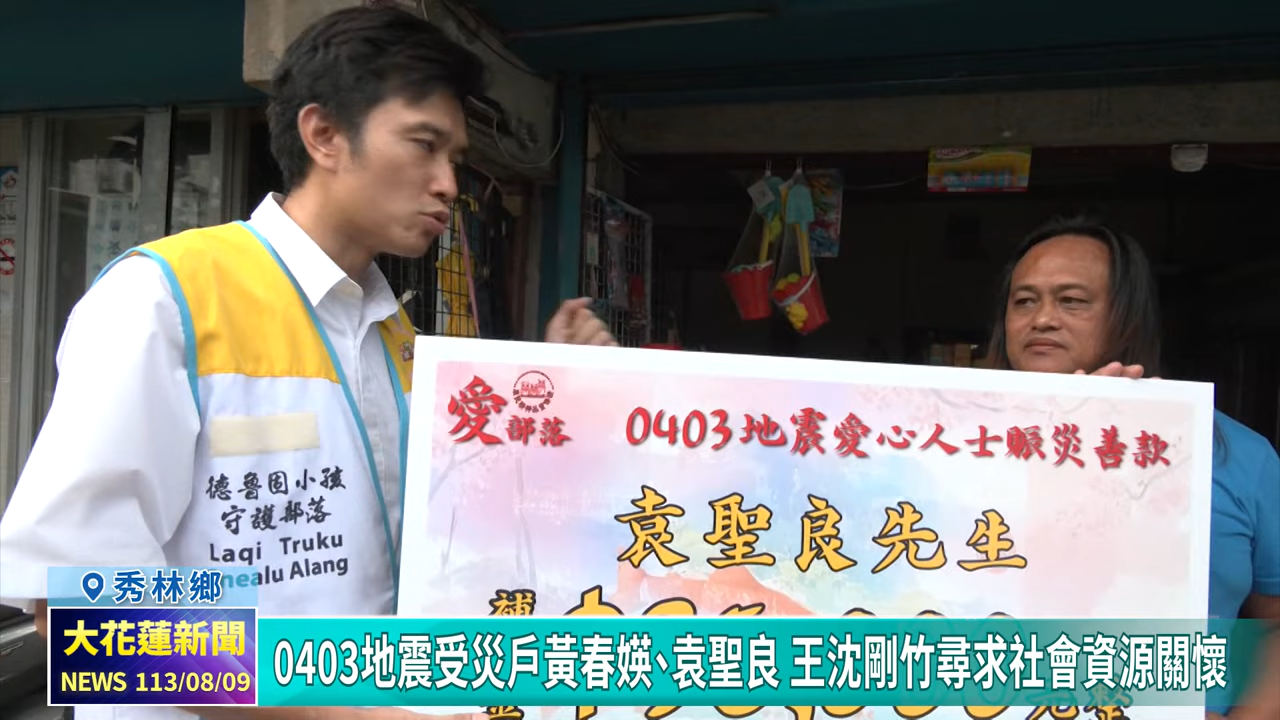 愛部落
0403地震愛心人士賑災善款
袁聖良先生
德魯固小孩
守護部落
Laqi Truku
nealu Alang
秀林鄉
大花蓮新聞
NEWS 113/08/09
0403地震受災戶黃春媖、袁聖良 王沈剛竹尋求社會資源關懷